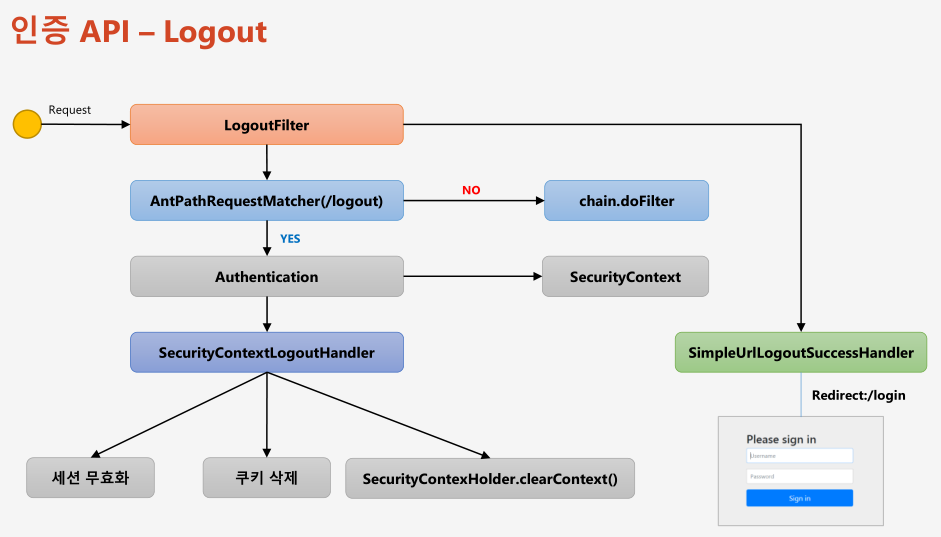 인증 API – Logout
Request
LogoutFilter
AntPathRequestMatcher(/logout)
NO
chain.doFilter
YES
Authentication
SecurityContext
SecurityContextLogoutHandler
SimpleUrlLogoutSuccessHandler
Redirect:/login
세션 무효화
쿠키 삭제
SecurityContexHolder.clearContext()
Please sign in
Username
Password
Sign in